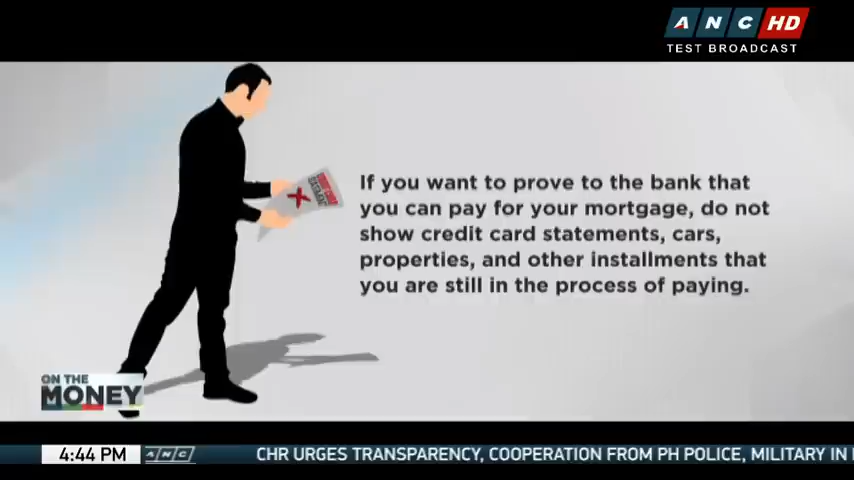 ANC HD
TEST BROADCAST
If you want to prove to the bank that
you can pay for your mortgage, do not
show credit card statements, cars,
properties, and other installments that
you are still in the process of paying.
ON THE
MONEY
4:44 PM ANC CHR URGES TRANSPARENCY, COOPERATION FROM PH POLICE, MILITARY IN